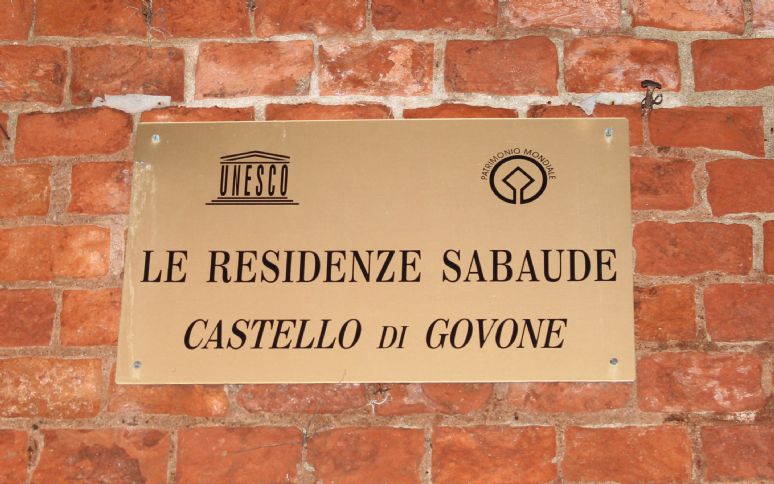 UNESCO
PATRIMONIO MONDIALE
LE RESIDENZE SABAUDE
CASTELLO DI GOVONE